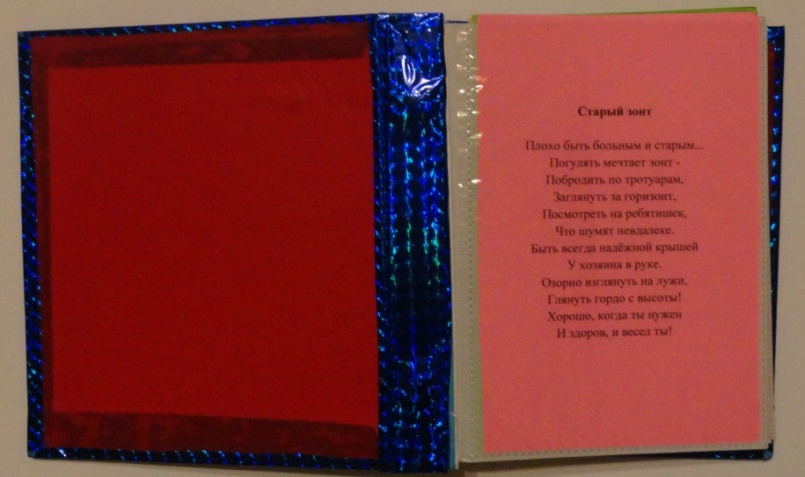 Старый зонт
Плохо быть больным и старым...
Погулять мечтает зонт -
Побродить по тротуарам,
Заглянуть за горизонт,
Посмотреть на ребятишек,
Что шумят невдалеке.
Быть всегда надёжной крышей
У хозяина в руке.
Озорно взглянуть на лужи,
Глянуть гордо с высоты!
Хорошо, когда ты нужен
И здоров, и весел ты!